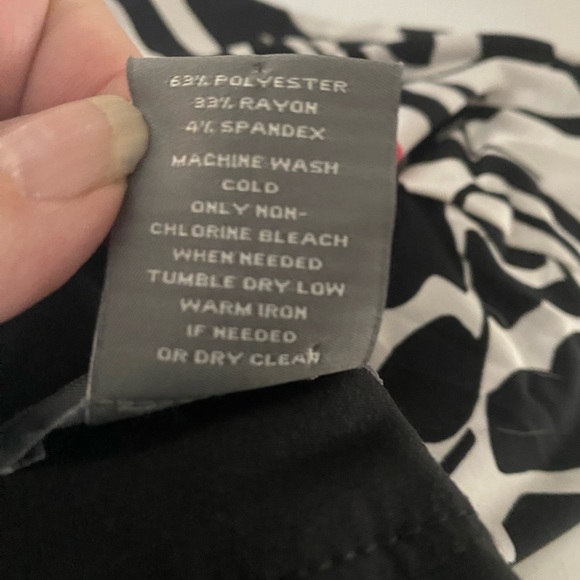 63% POLYESTER
33% RAYON
4% SPANDEX
MACHINE WASH
COLD
ONLY NON-
CHLORINE BLEACH
WHEN NEEDED
TUMBLE DRY LOW
WARM IRON
IF NEEDED
OR DRY CLEAN